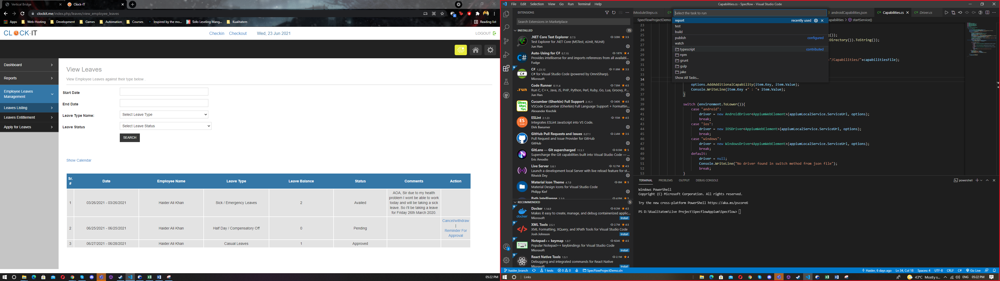 Vertical Bridge
Clock-IT
clockit.me/index.php/leaves/view_employee_leaves
Apps
Web-Hosting
Development
Games
Automation
Courses
Inspired by the mo...
Solo Leveling Mang...
Kualitatem
Reading list
CLOCK-IT
Checkin
Checkout
Wed, 23 Jun 2021
LOGOUT
Dashboard
Reports
Employee Leaves
Management
Leaves Listing
Leaves Entitlement
Apply for Leaves
View Leaves
View Employee Leaves against their type below .
Start Date
End Date
Leave Type Name:
Select Leave Type
Leave Status
Select Leave Status
SEARCH
Show Calendar
Sr. # Date Employee Name Leave Type Leave Balance Status Comments Action
1 03/26/2021 - 03/26/2021 Haider Ali Khan Sick / Emergency Leaves 2 Availed
AOA, Sir due to my health
problem I wont be able to work
today and will be taking a sick
leave. So i'll be taking a leave
for Friday 26th March 2020.
2 06/25/2021 - 06/25/2021 Haider Ali Khan Half Day / Compensatory Off 0 Pending
Cancel/withdraw
|
Reminder For
Approval
3 06/27/2021 - 06/28/2021 Haider Ali Khan Casual Leaves 1 Approved
05:22 PM
File Edit Selection View Go Run Terminal Help
Capabilities.cs - Specflow - Visual Studio Code
EXTENSIONS
Search Extensions in Marketplace
INSTALLED 15
.NET Core Test Explorer 0.7.5 328K 3.5
Test Explorer for .NET Core (MSTest, xUnit, NUnit)
Jun Han
Auto-Using for C# 0.7.15 187K 4
Provides intellisense for and imports references from all availabl...
Fudge
C# 1.23.12 11.6M 3.5
C# for Visual Studio Code (powered by OmniSharp).
Microsoft
Code Runner 0.11.4 7.8M 4.5
Run C, C++, Java, JS, PHP, Python, Perl, Ruby, Go, Lua, Groovy, P...
Jun Han
Cucumber (Gherkin) Full Support 2.15.1 340K 4.5
VSCode Cucumber (Gherkin) Full Language Support + Formattin...
Alexander Krechik
ESLint 2.1.23 15M 4.5
Integrates ESLint JavaScript into VS Code.
Dirk Baeumer
GitHub Pull Requests and Issues 0.27.1 2.4M 3.5
Pull Request and Issue Provider for GitHub
GitHub
GitLens — Git supercharged 11.5.1 9.5M 5
Supercharge the Git capabilities built into Visual Studio Code — ...
Eric Amodio
Live Server 5.6.1 12.7M 4.5
Launch a development local Server with live reload feature for st...
Ritwick Dey
Material Icon Theme 4.7.0 8M 5
Material Design Icons for Visual Studio Code
Philipp Kief
Path Intellisense 2.3.0 4.8M 5
RECOMMENDED 5
Docker 1.14.0 9.3M 4.5
Makes it easy to create, manage, and debug containerized applic...
Microsoft Install
XML Tools 2.5.1 2.7M 4.5
XML Formatting, XQuery, and XPath Tools for Visual Studio Code
Josh Johnson Install
Notepad++ keymap 1.0.7 624K 4.5
Popular Notepad++ keybindings for Visual Studio Code
Microsoft Install
React Native Tools 1.5.1 2.1M 4
Debugging and integrated commands for React Native
Microsoft Install
tModuleSteps.cs
androidCapabilities.json
Capabilities.cs
Driver.cs
SpecFlowProjectDemo
apabilities > startService()
Select the task to run
report recently used
test
build
publish configured
watch
typescript contributed
npm
grunt
gulp
jake
Show All Tasks...
23
24
25 g());
26 tDirectory()).ToString());
27
28
29
30 "/Capabilities/"+capabilitiesFile);
31
32
33
34
35 options.AddAdditionalCapability(item.Key, item.Value);
36 Console.WriteLine(item.Key +" : "+ item.Value);
37 }
38
39 switch (environment.ToLower()){
40 case "android":
41 driver = new AndroidDriver<AppiumWebElement>(appiumLocalService.ServiceUrl, options);
42 break;
43 case "ios":
44 driver = new IOSDriver<AppiumWebElement>(appiumLocalService.ServiceUrl, options);
45 break;
46 case "windows":
47 driver = new WindowsDriver<AppiumWebElement>(appiumLocalService.ServiceUrl, options);
48 break;
49 default:
50 driver = null;
51 Console.WriteLine("No driver found in switch method from json file");
52 break;
53 }
TERMINAL PROBLEMS OUTPUT DEBUG CONSOLE
powershell
Windows PowerShell
Copyright (C) Microsoft Corporation. All rights reserved.
Try the new cross-platform PowerShell https://aka.ms/pscore6
PS D:\Kualitatem\Live Project\SpecflowAppium\Specflow>
haider_branch 1 tests 0 0 SpecFlowProjectDemo.sln
Haider, 6 days ago Ln 34, Col 18 Spaces: 4 UTF-8 CRLF C# Go Live
Links
43°C Mostly s... ENG 05:22 PM